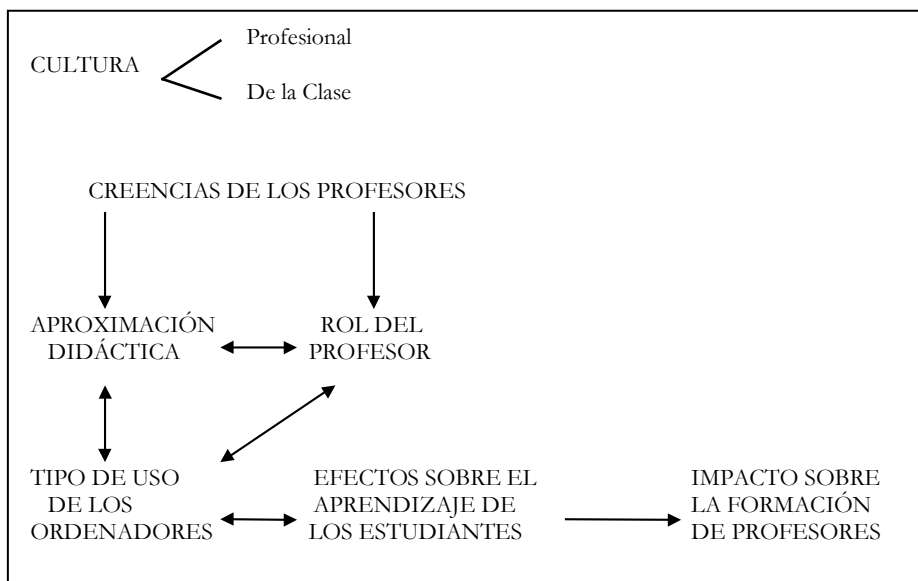 Profesional
CULTURA
De la Clase
CREENCIAS DE LOS PROFESORES
APROXIMACIÓN
DIDÁCTICA
ROL DEL
PROFESOR
TIPO DE USO
DE LOS
ORDENADORES
EFECTOS SOBRE EL
APRENDIZAJE DE
LOS ESTUDIANTES
IMPACTO SOBRE
LA FORMACIÓN
DE PROFESORES